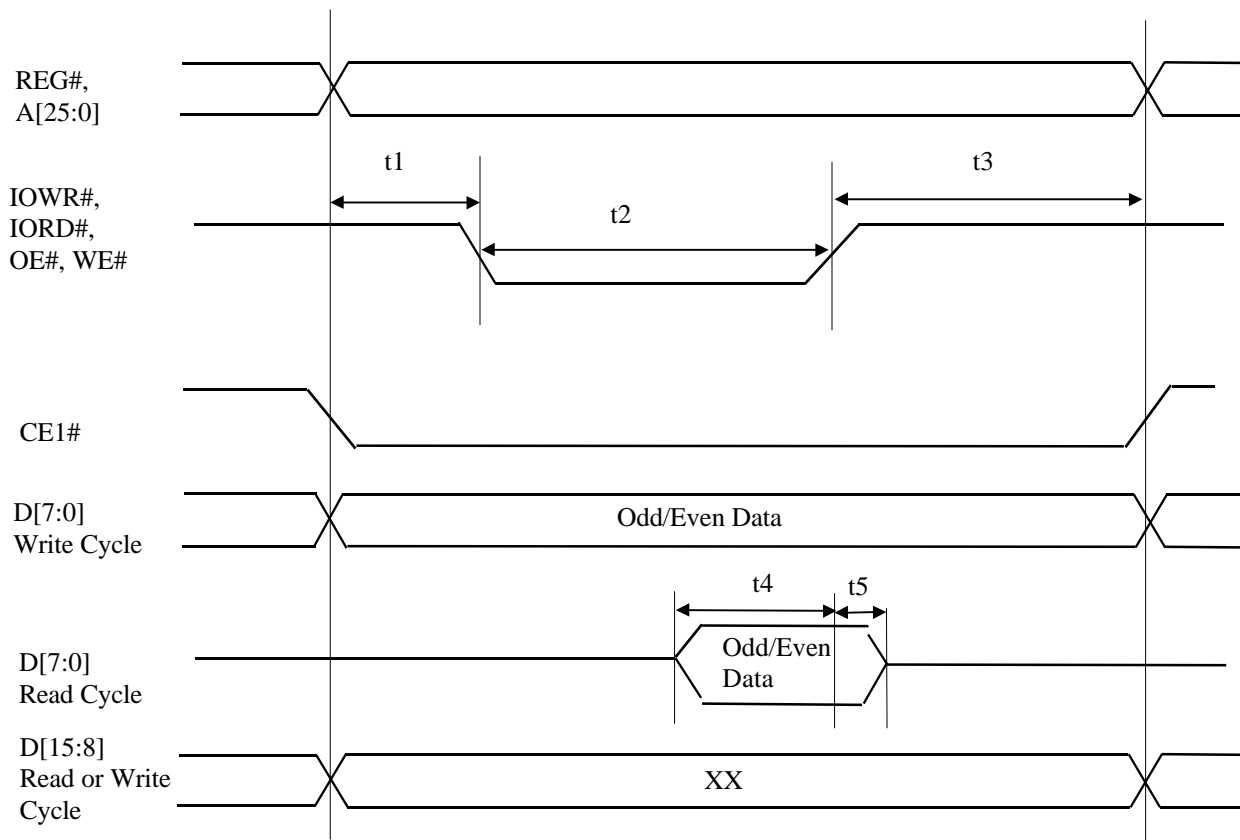 REG#,
A[25:0]
t1
t3
IOWR#,
IORD#,
OE#, WE#
t2
CE1#
D[7:0]
Write Cycle
Odd/Even Data
t4
t5
D[7:0]
Read Cycle
Odd/Even
Data
D[15:8]
Read or Write
Cycle
XX